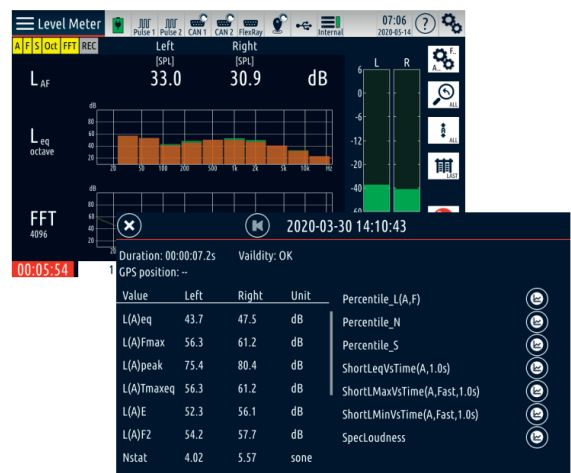 Level Meter
Pulse 1 Pulse 2 CAN 1 CAN 2 FlexRay Internal
07:06
2020-05-14
?
A F S Oct FFT REC
Left Right
[SPL] [SPL]
L AF 33.0 30.9 dB
L R
6
0
-6
-12
-20
-40
-60
F..
A..
ALL
A
ALL
LAST
L eq
octave
dB
80
60
40
20
20 50 100 200 500 1k 2k 5k 10k Hz
FFT
4096
dB
80
60
40
20
20
00:05:54
1
2020-03-30 14:10:43
Duration: 00:00:07.2s Vaildity: OK
GPS position: --
Value Left Right Unit
L(A)eq 43.7 47.5 dB
L(A)Fmax 56.3 61.2 dB
L(A)peak 75.4 80.4 dB
L(A)Tmaxeq 56.3 61.2 dB
L(A)E 52.3 56.1 dB
L(A)F2 54.2 57.7 dB
Nstat 4.02 5.57 sone
Percentile_L(A,F)
Percentile_N
Percentile_S
ShortLeqVsTime(A,1.0s)
ShortLMaxVsTime(A,Fast,1.0s)
ShortLMinVsTime(A,Fast,1.0s)
SpecLoudness